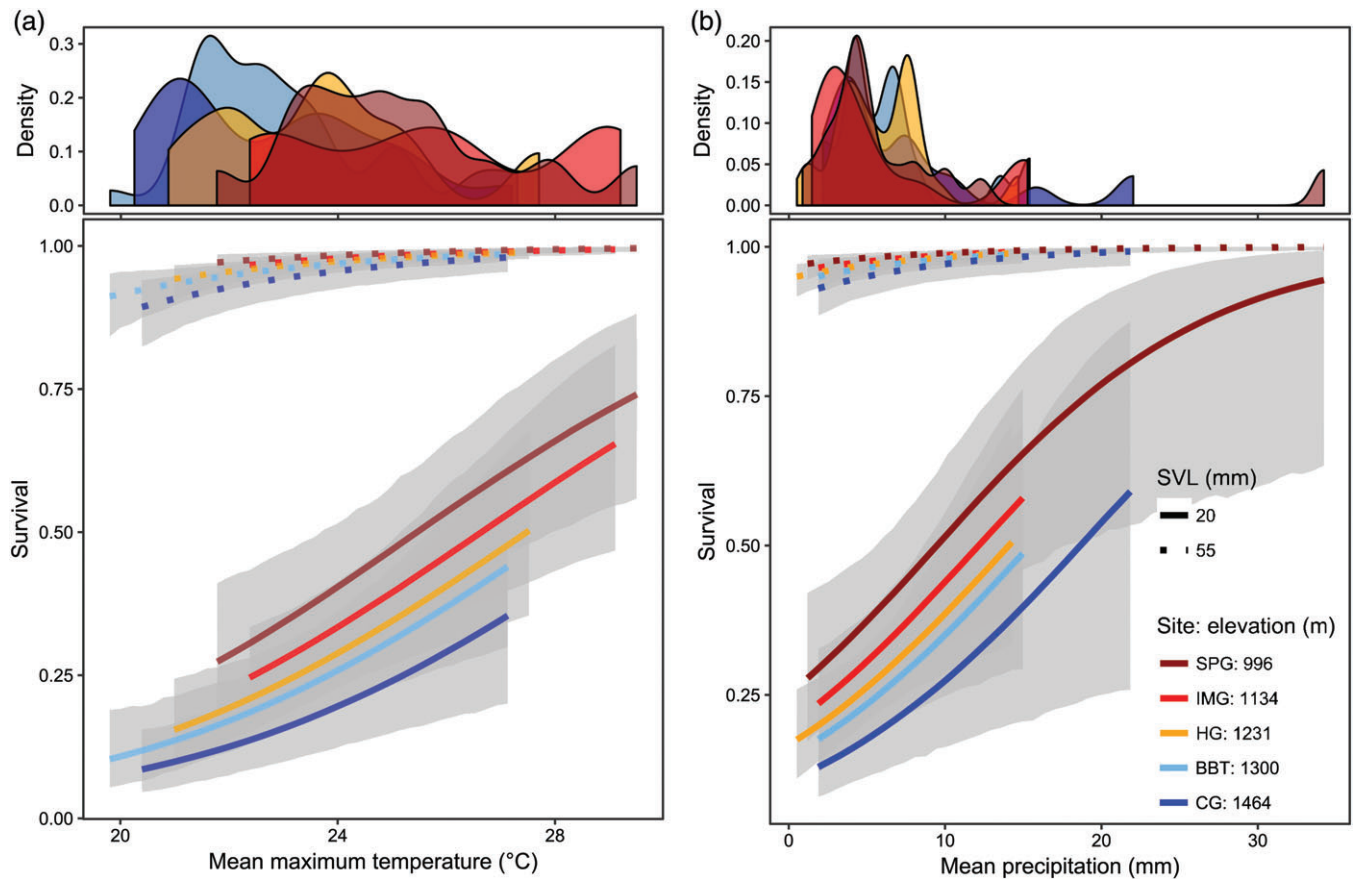 (a)
Density
0.3
0.2
0.1
0.0
Survival
1.00
0.75
0.50
0.25
0.00
20
24
28
Mean maximum temperature (°C)
(b)
Density
0.20
0.15
0.10
0.05
0.00
Survival
1.00
0.75
0.50
0.25
0
10
20
30
Mean precipitation (mm)
SVL (mm)
20
55
Site: elevation (m)
SPG: 996
IMG: 1134
HG: 1231
BBT: 1300
CG: 1464